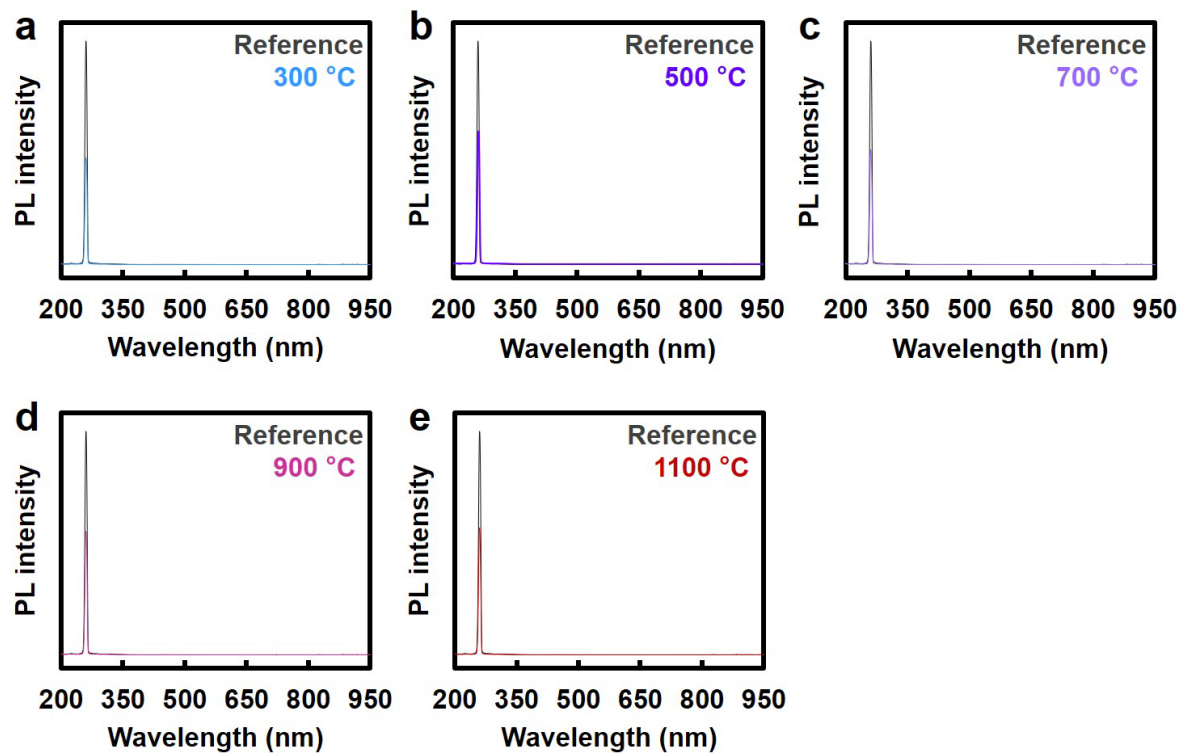 a
Reference
300 °C
PL intensity
200 350 500 650 800 950
Wavelength (nm)
b
Reference
500 °C
PL intensity
200 350 500 650 800 950
Wavelength (nm)
c
Reference
700 °C
PL intensity
200 350 500 650 800 950
Wavelength (nm)
d
Reference
900 °C
PL intensity
200 350 500 650 800 950
Wavelength (nm)
e
Reference
1100 °C
PL intensity
200 350 500 650 800 950
Wavelength (nm)